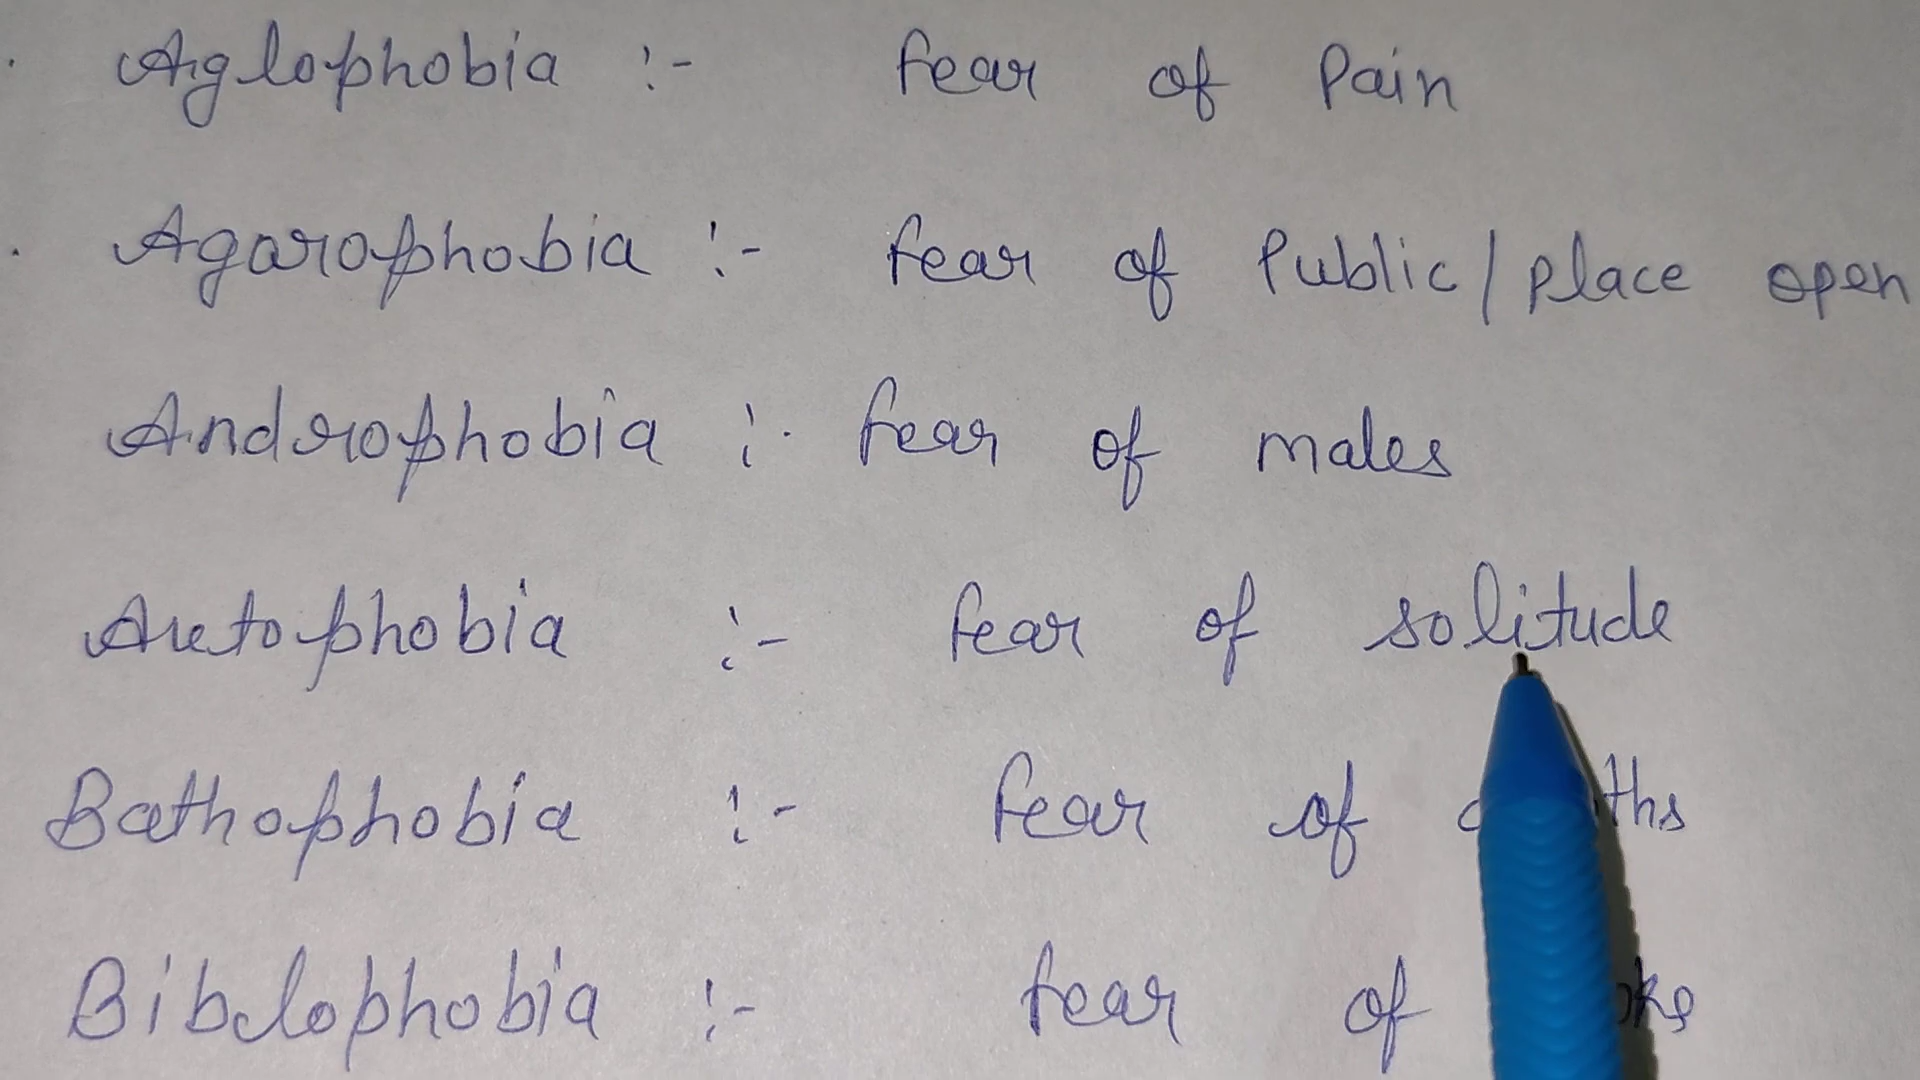 Aglophobia :- fear of Pain
Agarophobia :- fear of Public/place open
Androphobia :- fear of males
Autophobia :- fear of solitude
Bathophobia :- fear of
Bibclophobia :- fear of